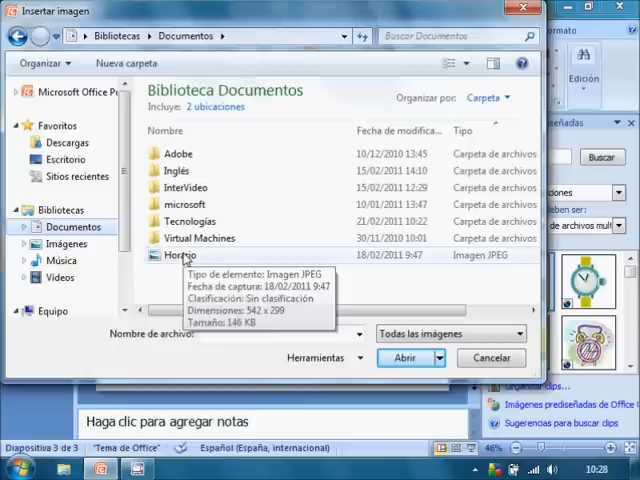 Insertar imagen
Bibliotecas
Documentos
Buscar Documentos
ormato
Organizar
Nueva carpeta
Edición
Microsoft Office P
Favoritos
Descargas
Escritorio
Sitios recientes
Bibliotecas
Documentos
Imágenes
Música
Vídeos
Equipo
Biblioteca Documentos
Incluye: 2 ubicaciones
Organizar por: Carpeta
Nombre
Fecha de modifica...
Tipo
Adobe 10/12/2010 13:45 Carpeta de archivos
Inglés 15/02/2011 14:10 Carpeta de archivos
InterVideo 15/02/2011 12:29 Carpeta de archivos
microsoft 10/01/2011 13:47 Carpeta de archivos
Tecnologías 21/02/2011 10:22 Carpeta de archivos
Virtual Machines 30/11/2010 10:01 Carpeta de archivos
Horario 18/02/2011 9:47 Imagen JPEG
Tipo de elemento: Imagen JPEG
Fecha de captura: 18/02/2011 9:47
Clasificación: Sin clasificación
Dimensiones: 542 x 299
Tamaño: 146 KB
Nombre de archivo:
Todas las imágenes
Herramientas
Abrir
Cancelar
diseñadas
Buscar
ciones
deben ser:
de archivos mult
Organizar clips...
Imágenes prediseñadas de Office
Sugerencias para buscar clips
Haga clic para agregar notas
Diapositiva 3 de 3
"Tema de Office"
Español (España, internacional)
46%
10:28